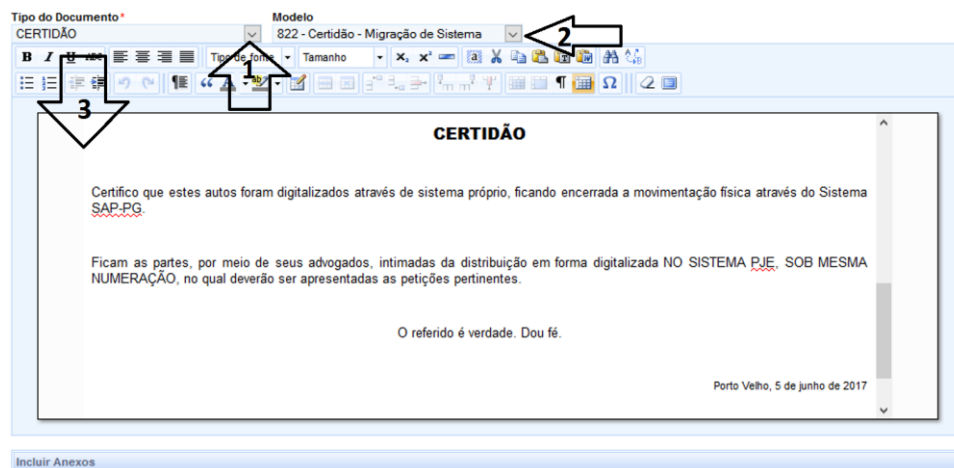 Tipo do Documento* Modelo
CERTIDÃO 822 - Certidão - Migração de Sistema 2
B I U ABC Tamanho
1
3
CERTIDÃO
Certifico que estes autos foram digitalizados através de sistema próprio, ficando encerrada a movimentação física através do Sistema
SAP-PG.
Ficam as partes, por meio de seus advogados, intimadas da distribuição em forma digitalizada NO SISTEMA PJE, SOB MESMA
NUMERAÇÃO, no qual deverão ser apresentadas as petições pertinentes.
O referido é verdade. Dou fé.
Porto Velho, 5 de junho de 2017
Incluir Anexos